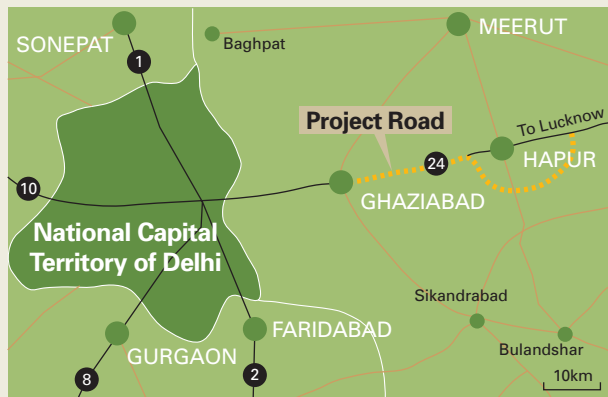 SONEPAT
Baghpat
MEERUT
1
Project Road
To Lucknow
24
HAPUR
10
GHAZIABAD
National Capital
Territory of Delhi
Sikandrabad
FARIDABAD
GURGAON
Bulandshar
8
2
10km